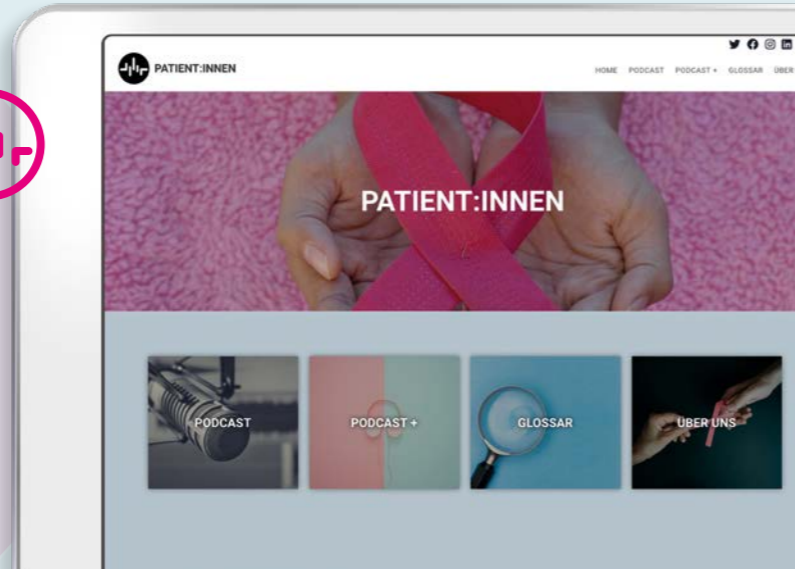 PATIENT:INNEN
HOME PODCAST PODCAST + GLOSSAR ÜBER
PATIENT:INNEN
PODCAST
PODCAST +
GLOSSAR
ÜBER UNS